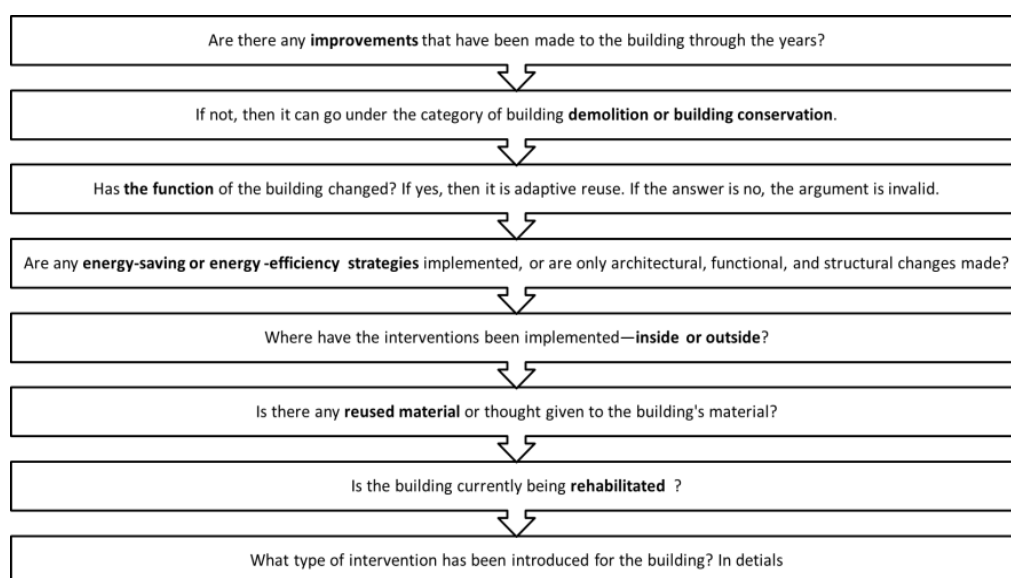 Are there any improvements that have been made to the building through the years?
If not, then it can go under the category of building demolition or building conservation.
Has the function of the building changed? If yes, then it is adaptive reuse. If the answer is no, the argument is invalid.
Are any energy-saving or energy -efficiency strategies implemented, or are only architectural, functional, and structural changes made?
Where have the interventions been implemented—inside or outside?
Is there any reused material or thought given to the building's material?
Is the building currently being rehabilitated ?
What type of intervention has been introduced for the building? In detials